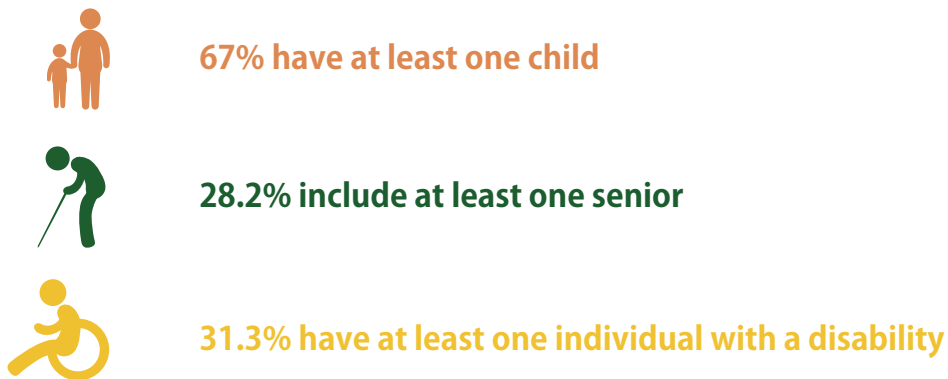 67% have at least one child
28.2% include at least one senior
31.3% have at least one individual with a disability